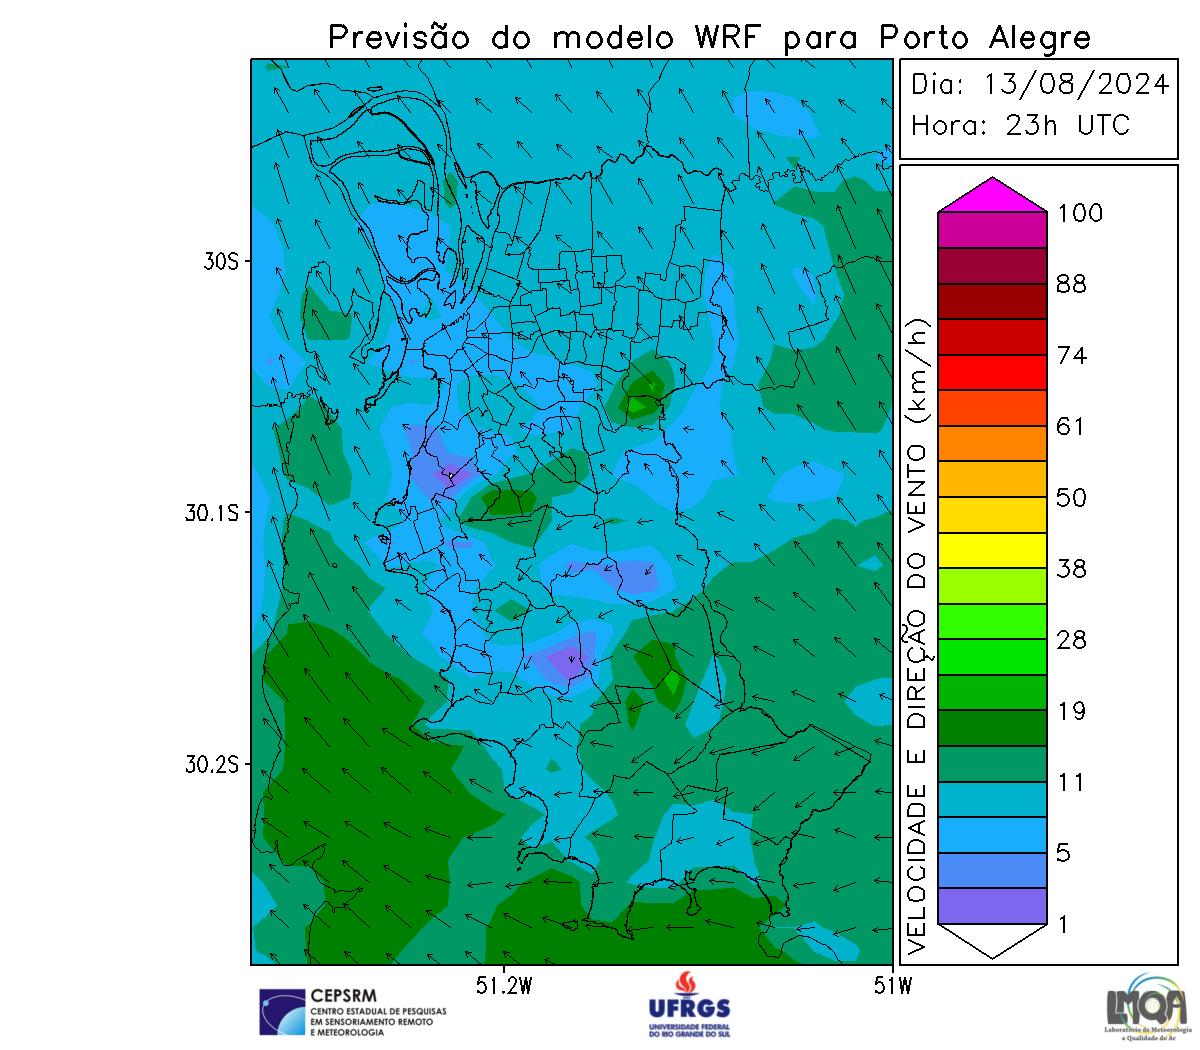 Previsão do modelo WRF para Porto Alegre
Dia: 13/08/2024
Hora: 23h UTC
100
88
74
61
50
38
28
19
11
5
1
VELOCIDADE E DIREÇÃO DO VENTO (km/h)
30S
30.1S
30.2S
51.2W
51W
CEPSRM
CENTRO ESTADUAL DE PESQUISAS
EM SENSORIAMENTO REMOTO
E METEOROLOGIA
UFRGS
UNIVERSIDADE FEDERAL
DO RIO GRANDE DO SUL
LMQA
Laboratório de Meteorologia
e Qualidade do Ar